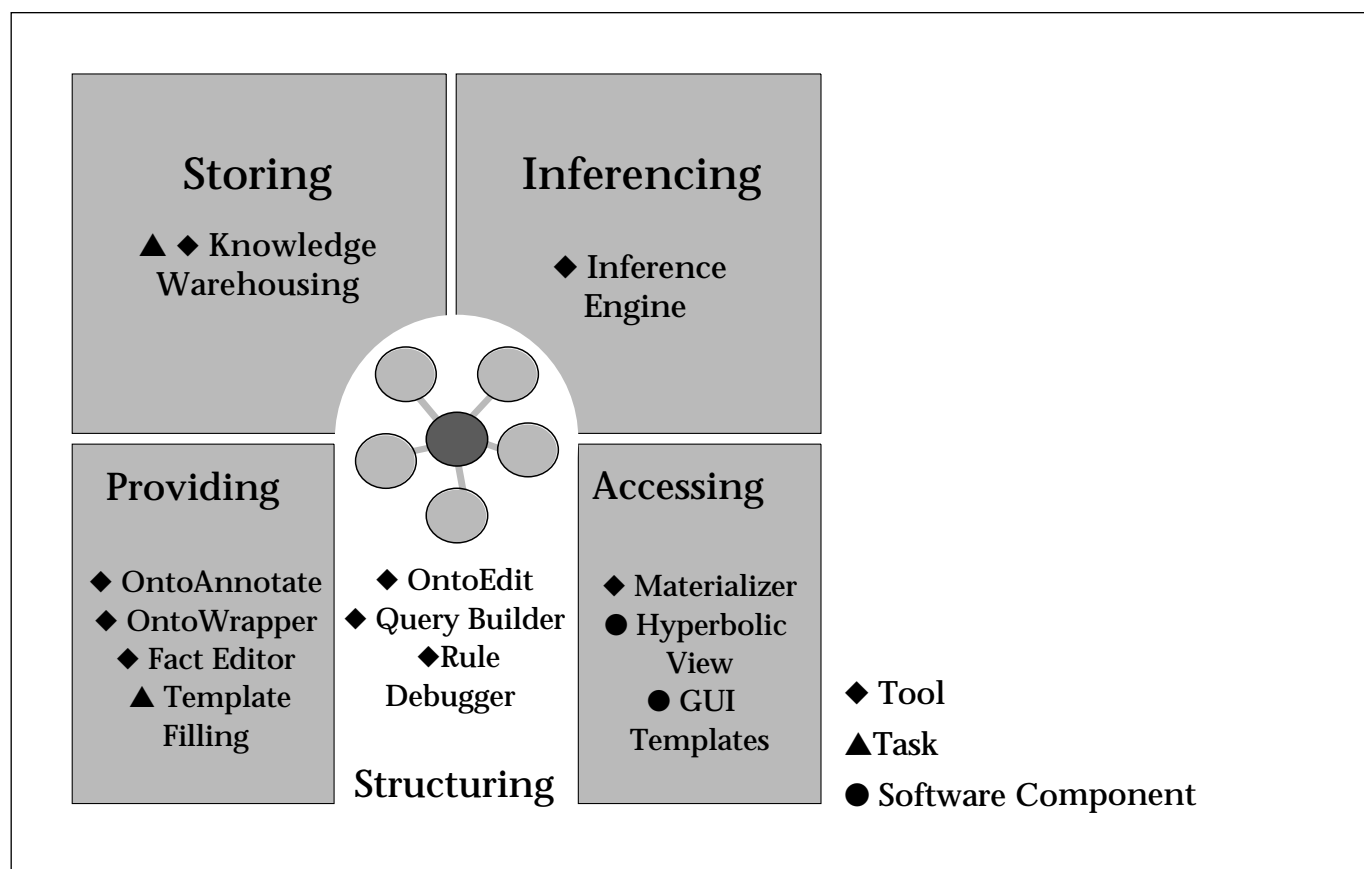 Storing
▲ ◆ Knowledge
Warehousing
Inferencing
◆ Inference
Engine
Providing
◆ OntoAnnotate
◆ OntoWrapper
◆ Fact Editor
▲ Template
Filling
◆ OntoEdit
◆ Query Builder
◆Rule
Debugger
Structuring
Accessing
◆ Materializer
● Hyperbolic
View
● GUI
Templates
◆ Tool
▲Task
● Software Component